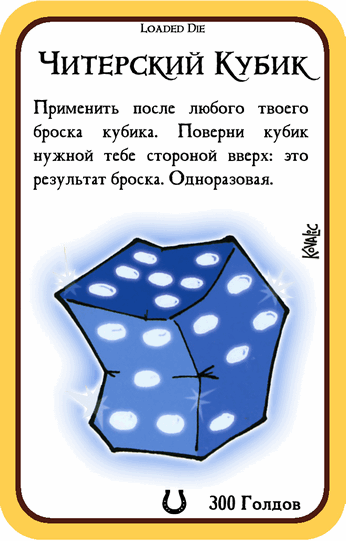 Loaded Die
Читерский Кубик
Применить после любого твоего
броска кубика. Поверни кубик
нужной тебе стороной вверх: это
результат броска. Одноразовая.
Kovalic
300 Голдов